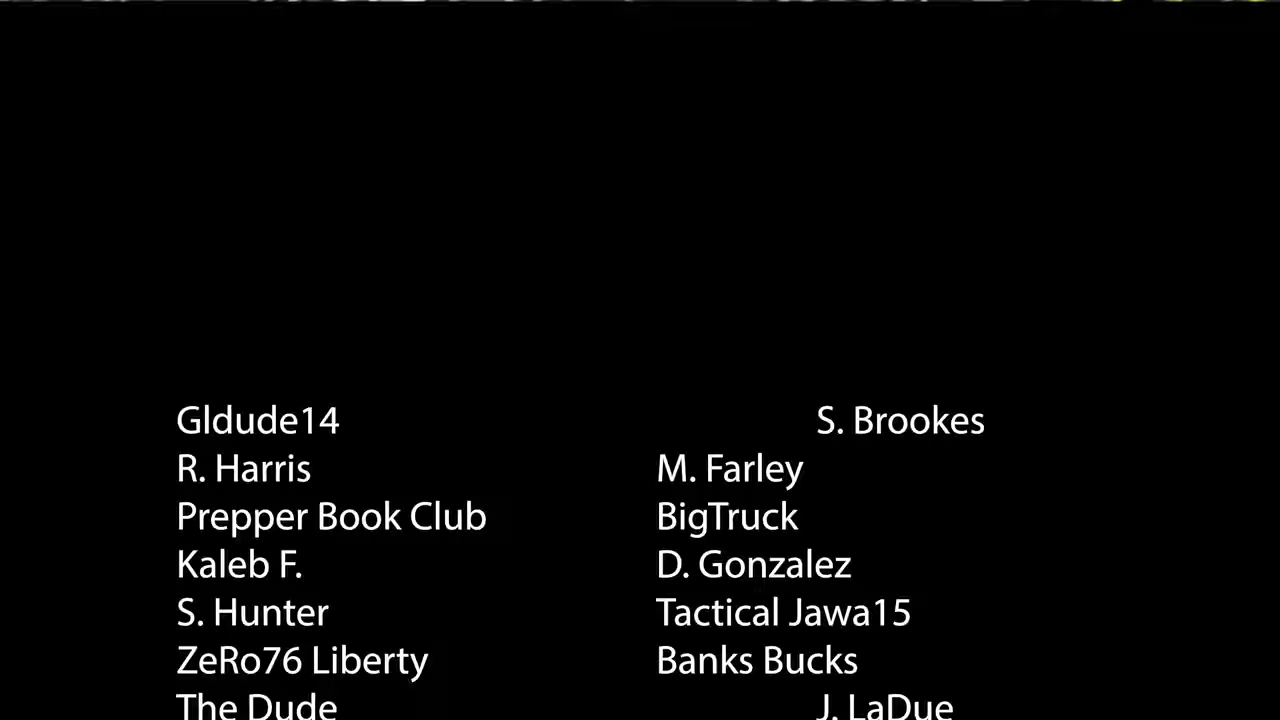 Gldude14 S. Brookes
R. Harris M. Farley
Prepper Book Club BigTruck
Kaleb F. D. Gonzalez
S. Hunter Tactical Jawa15
ZeRo76 Liberty Banks Bucks
The Dude J. LaDue